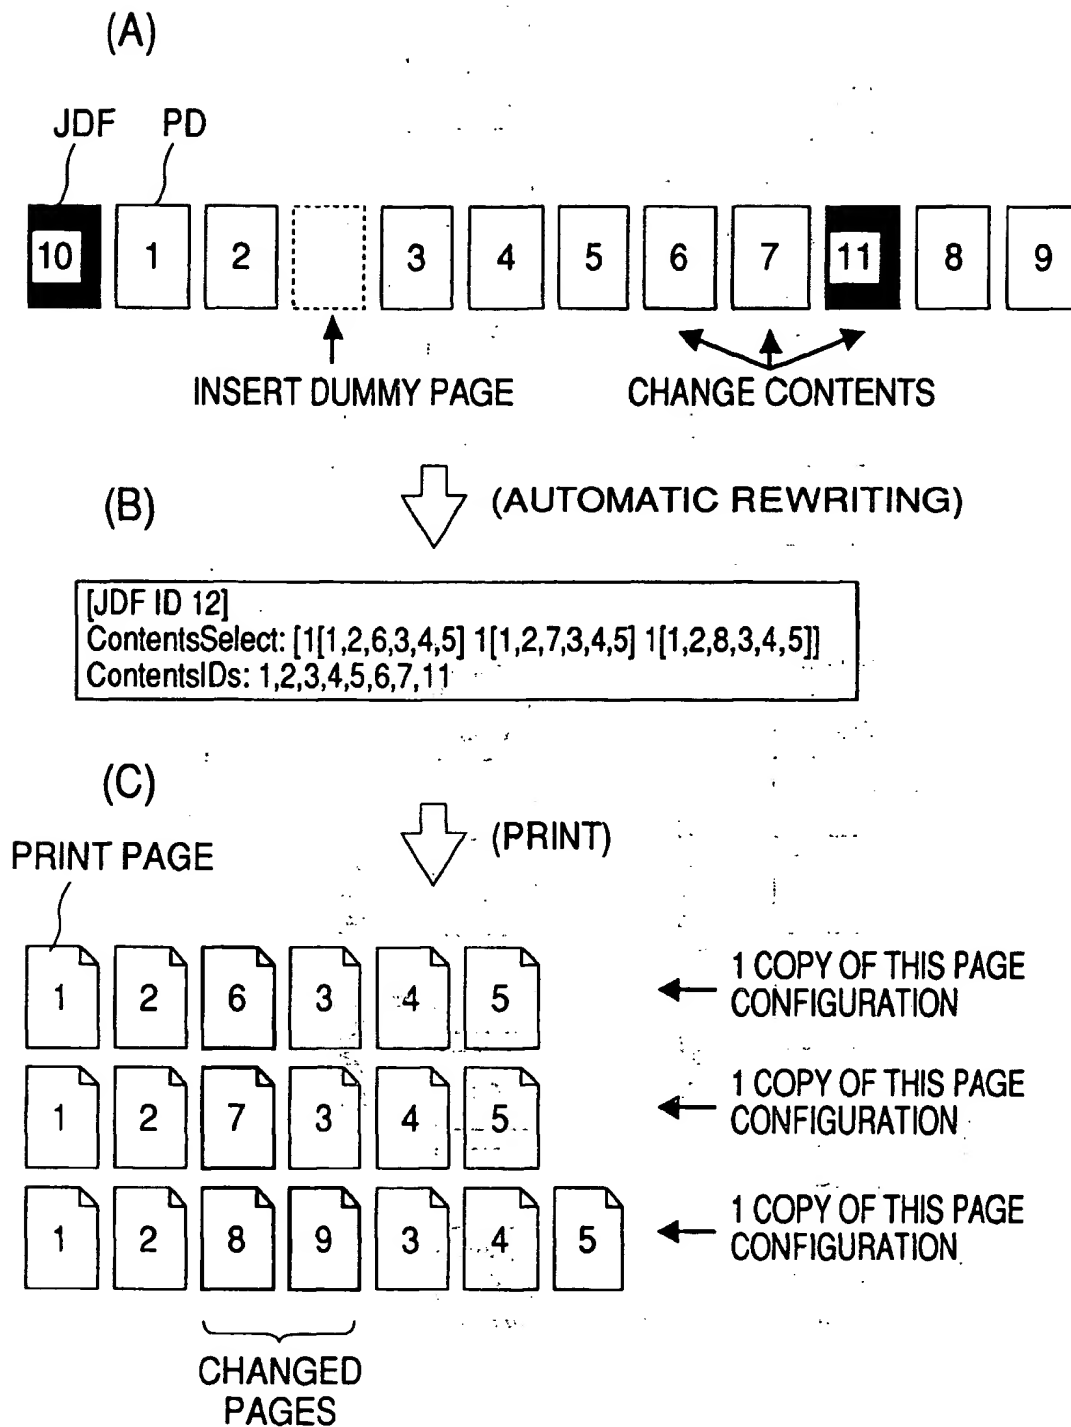 (A)
JDF PD
10 1 2 3 4 5 6 7 11 8 9
INSERT DUMMY PAGE CHANGE CONTENTS
(B) (AUTOMATIC REWRITING)
[JDF ID 12]
ContentsSelect: [1[1,2,6,3,4,5] 1[1,2,7,3,4,5] 1[1,2,8,3,4,5]]
ContentsIDs: 1,2,3,4,5,6,7,11
(C)
(PRINT)
PRINT PAGE
1 2 6 3 4 5 1 COPY OF THIS PAGE
CONFIGURATION
1 2 7 3 4 5 1 COPY OF THIS PAGE
CONFIGURATION
1 2 8 9 3 4 5 1 COPY OF THIS PAGE
CONFIGURATION
CHANGED
PAGES